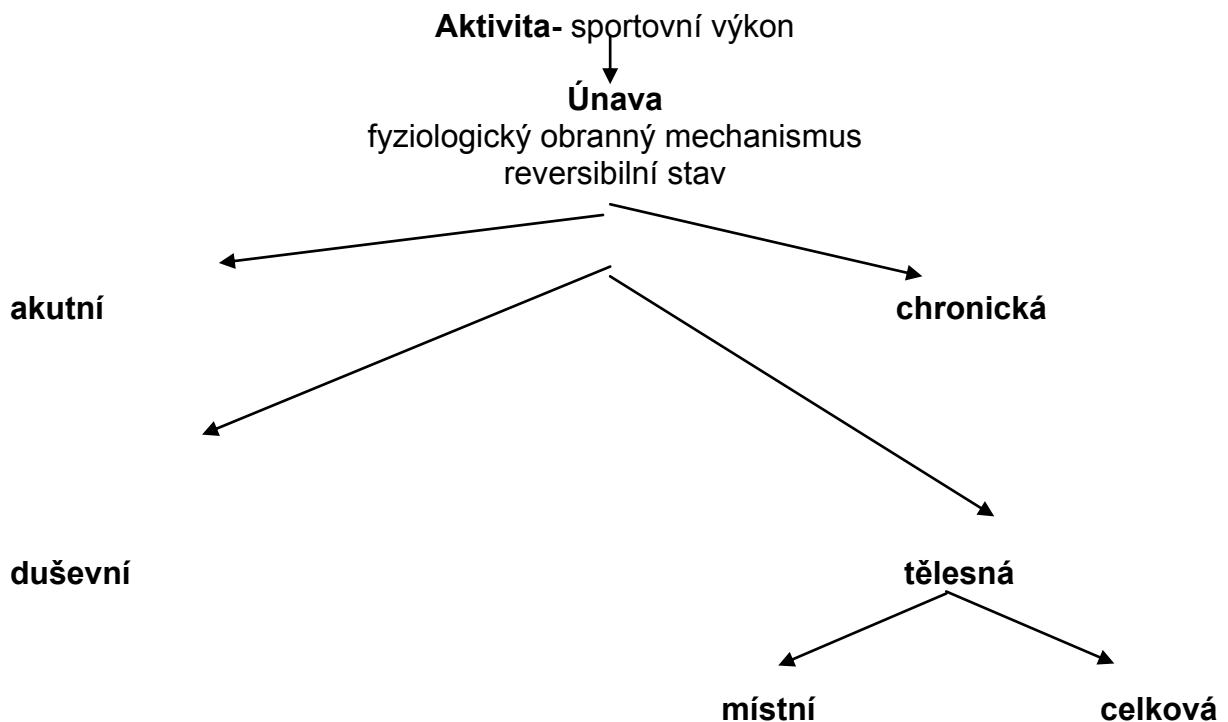 Aktivita- sportovní výkon
Únava
fyziologický obranný mechanismus
reversibilní stav
akutní
chronická
duševní
tělesná
místní
celková